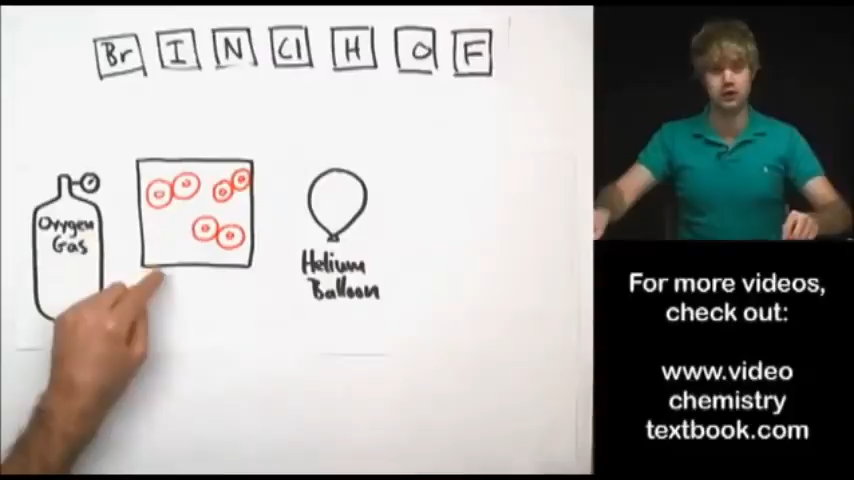 Br I N Cl H O F
Oxygen
Gas
Helium
Balloon
For more videos,
check out:
www.video
chemistry
textbook.com